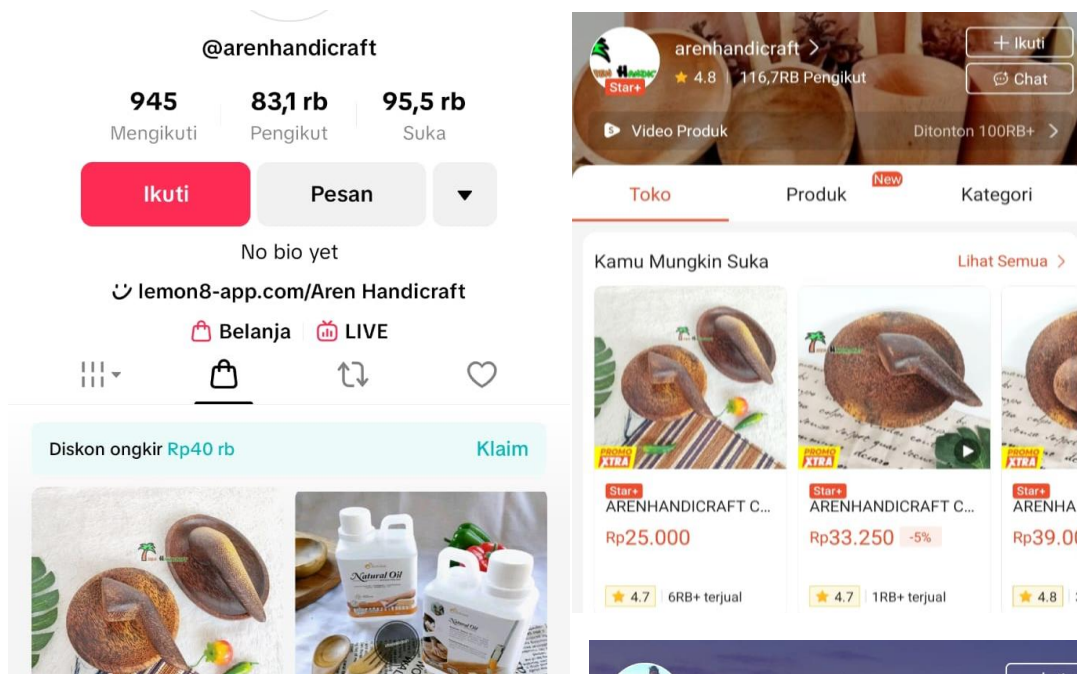 @arenhandicraft
945
83,1 rb
95,5 rb
Mengikuti
Pengikut
Suka
Ikuti
Pesan
No bio yet
lemon8-app.com/Aren Handicraft
Belanja
LIVE
Diskon ongkir Rp40 rb
Klaim
Natural Oil
Natural Oil
arenhandicraft
+ Ikuti
Star+
4.8
116,7RB Pengikut
Chat
Video Produk
Ditonton 100RB+
Toko
Produk
New
Kategori
Kamu Mungkin Suka
Lihat Semua
PROMO XTRA
PROMO XTRA
PROMO XTRA
Star+
ARENHANDICRAFT C...
Rp25.000
4.7
6RB+ terjual
Star+
ARENHANDICRAFT C...
Rp33.250 -5%
4.7
1RB+ terjual
Star+
ARENHA
Rp39.00
4.8